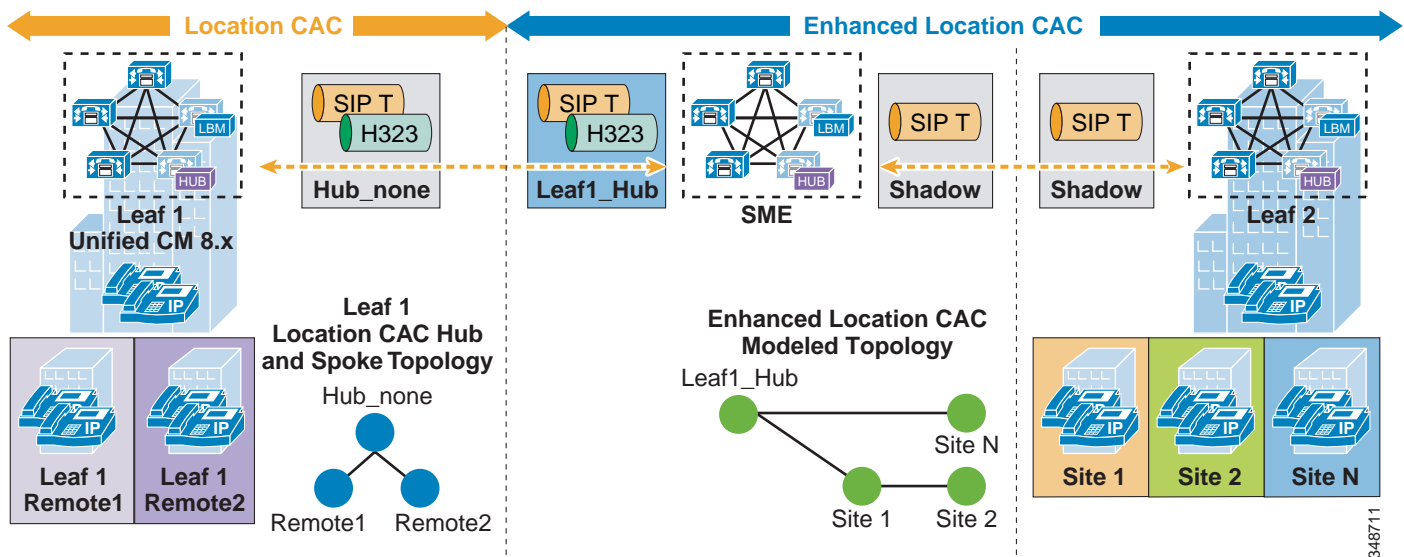 Location CAC
Enhanced Location CAC
LBM
HUB
Leaf 1
Unified CM 8.x
IP
SIP T
H323
Hub_none
SIP T
H323
Leaf1_Hub
LBM
HUB
SME
SIP T
Shadow
SIP T
Shadow
LBM
HUB
Leaf 2
IP
Leaf 1
Location CAC Hub
and Spoke Topology
Hub_none
Remote1
Remote2
Enhanced Location CAC
Modeled Topology
Leaf1_Hub
Site N
Site 1
Site 2
IP
Leaf 1
Remote1
IP
Leaf 1
Remote2
IP
Site 1
IP
Site 2
IP
Site N
348711